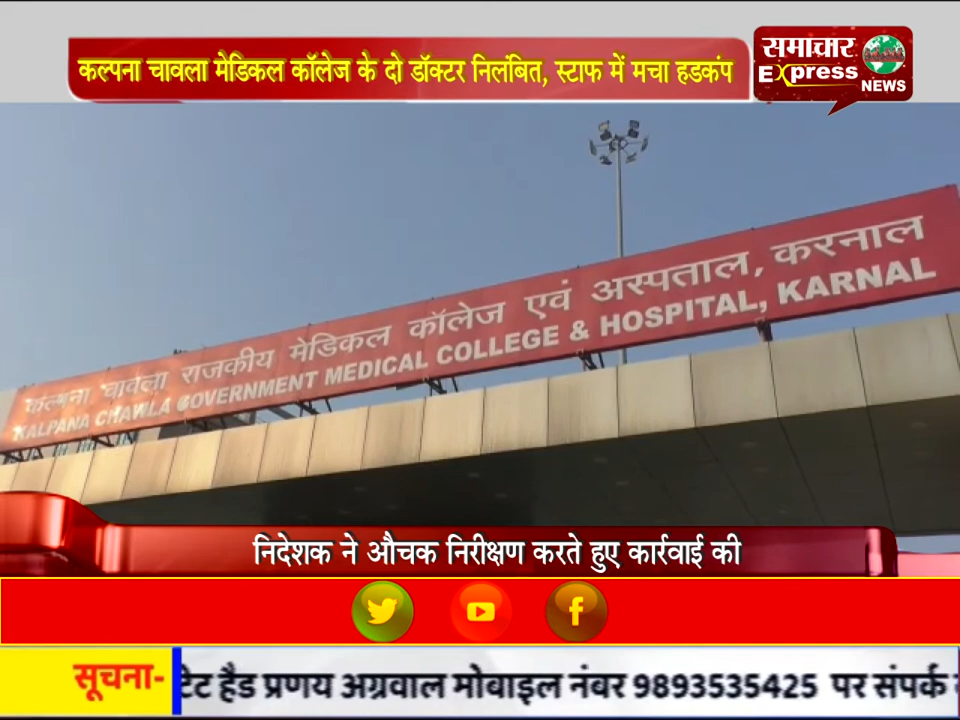 कल्पना चावला मेडिकल कॉलेज के दो डॉक्टर निलंबित, स्टाफ में मचा हडकंप
समाचार
Express
NEWS
कल्पना चावला राजकीय मेडिकल कॉलेज एवं अस्पताल, करनाल
KALPANA CHAWLA GOVERNMENT MEDICAL COLLEGE & HOSPITAL, KARNAL
निदेशक ने औचक निरीक्षण करते हुए कार्रवाई की
सूचना- टेट हैड प्रणय अग्रवाल मोबाइल नंबर 9893535425 पर संपर्क